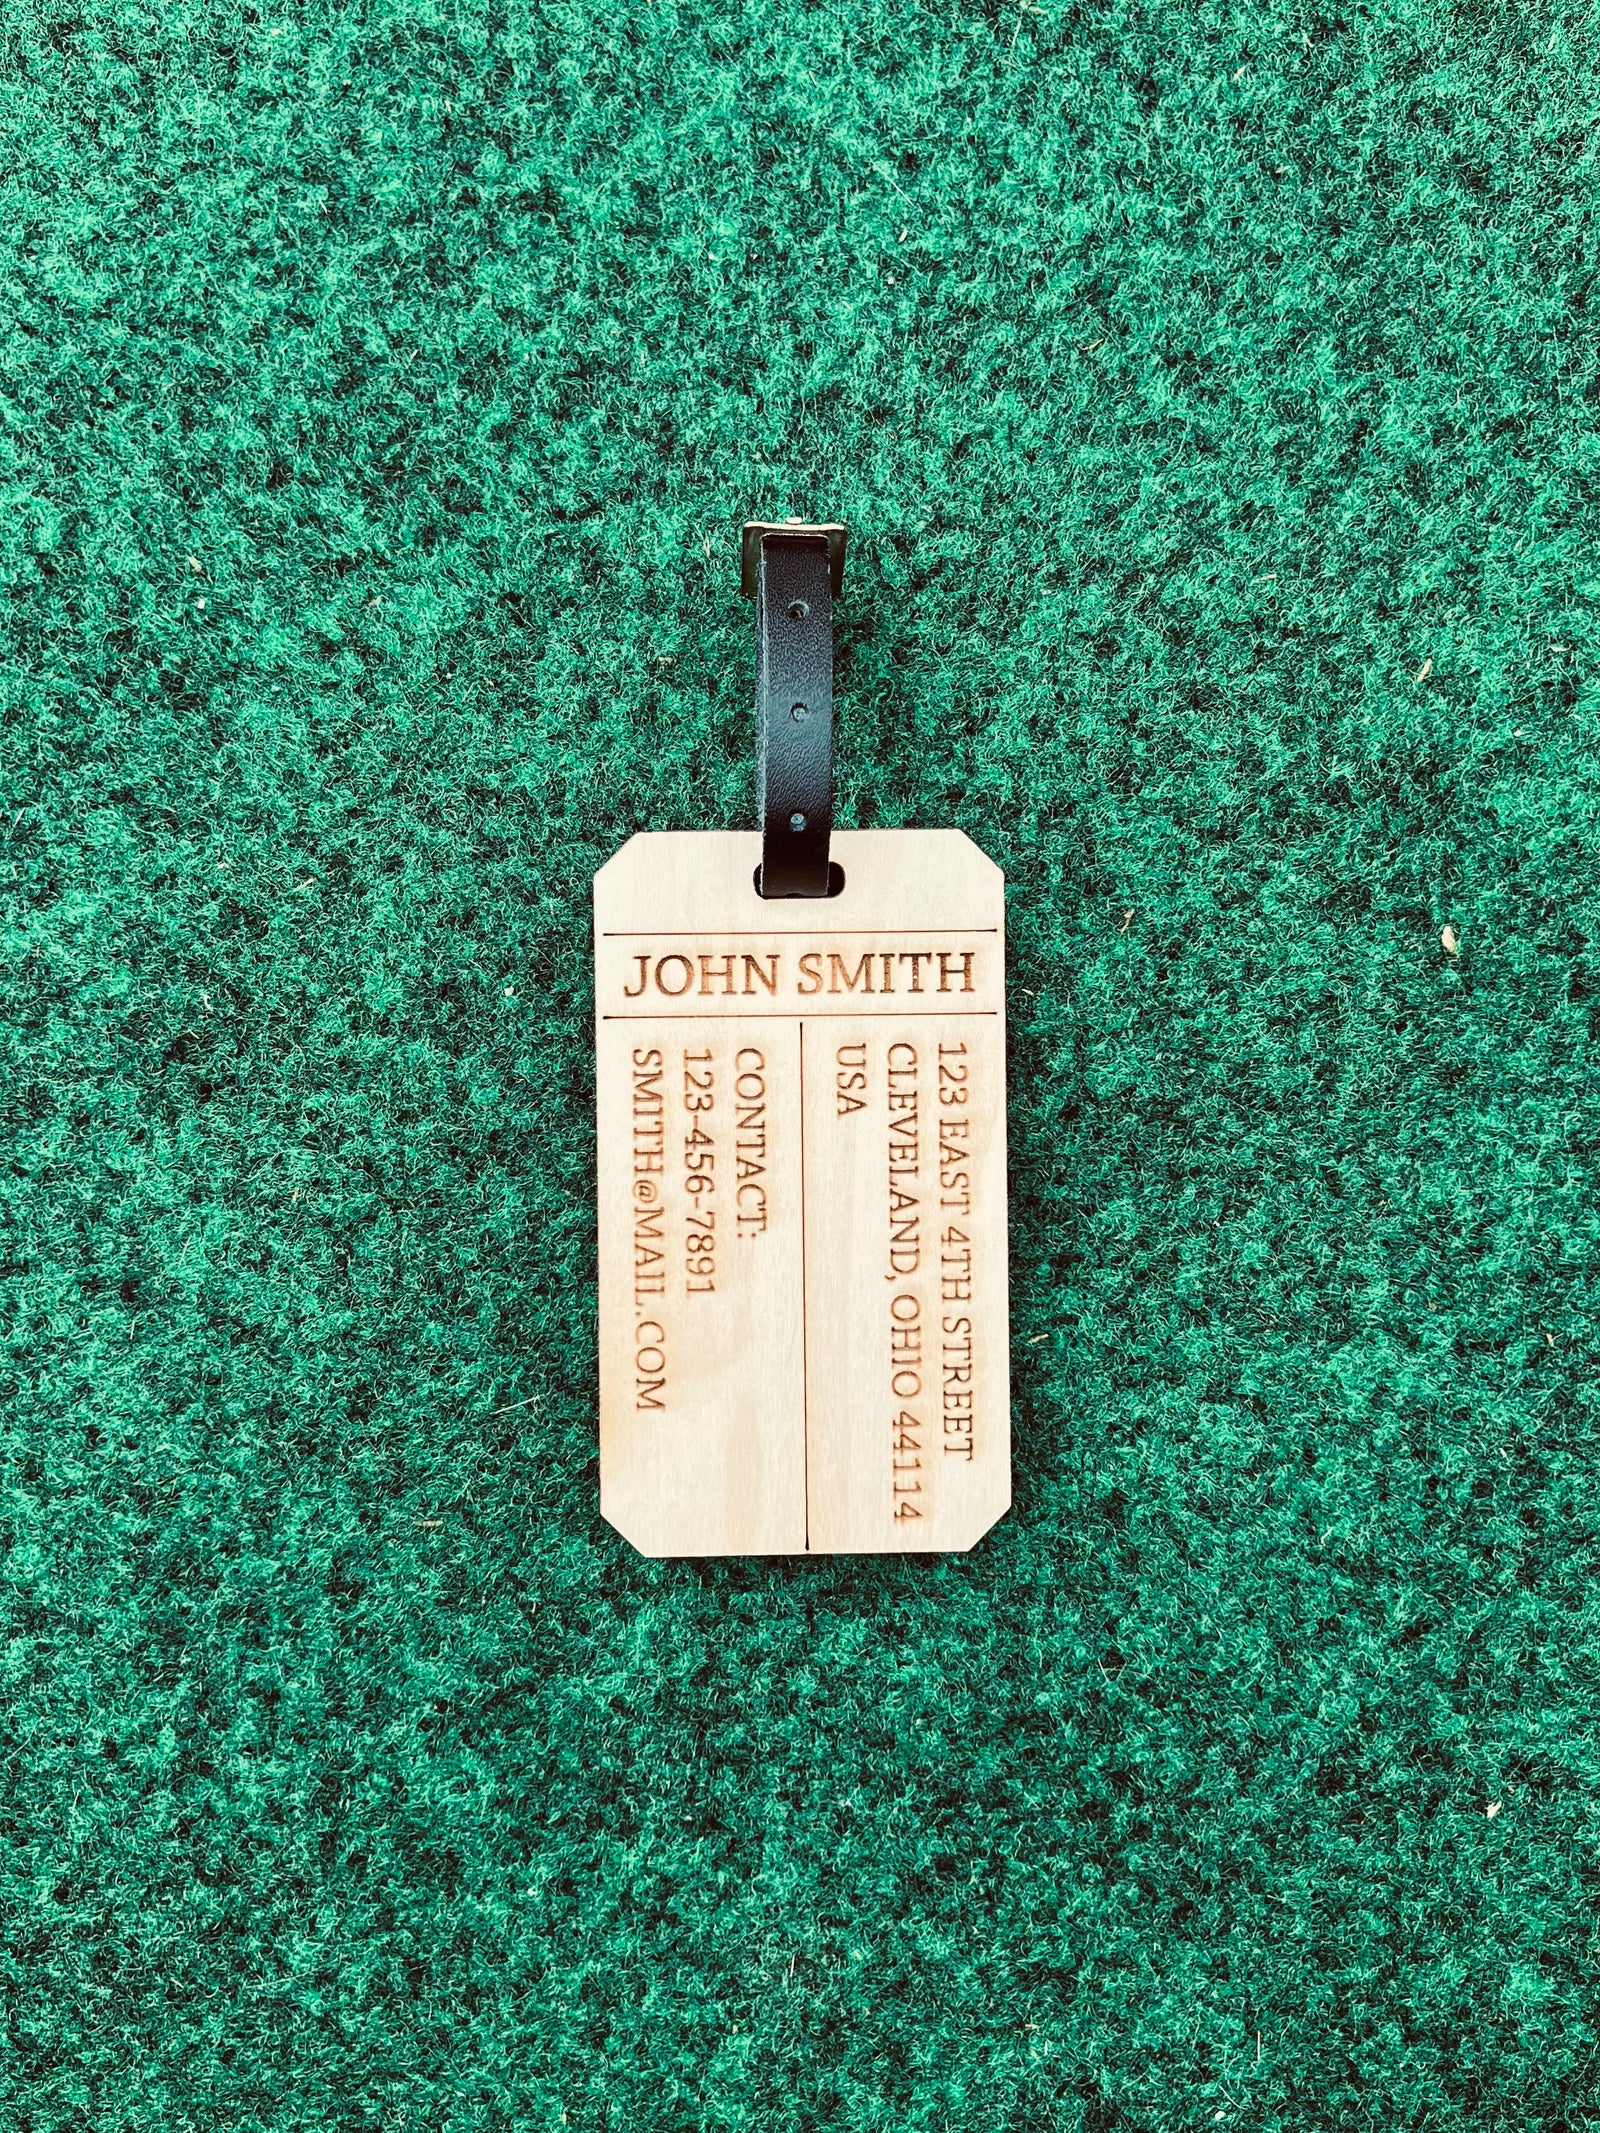 JOHN SMITH
123 EAST 4TH STREET
CLEVELAND, OHIO 44114
USA
CONTACT:
123-456-7891
SMITH@MAIL.COM